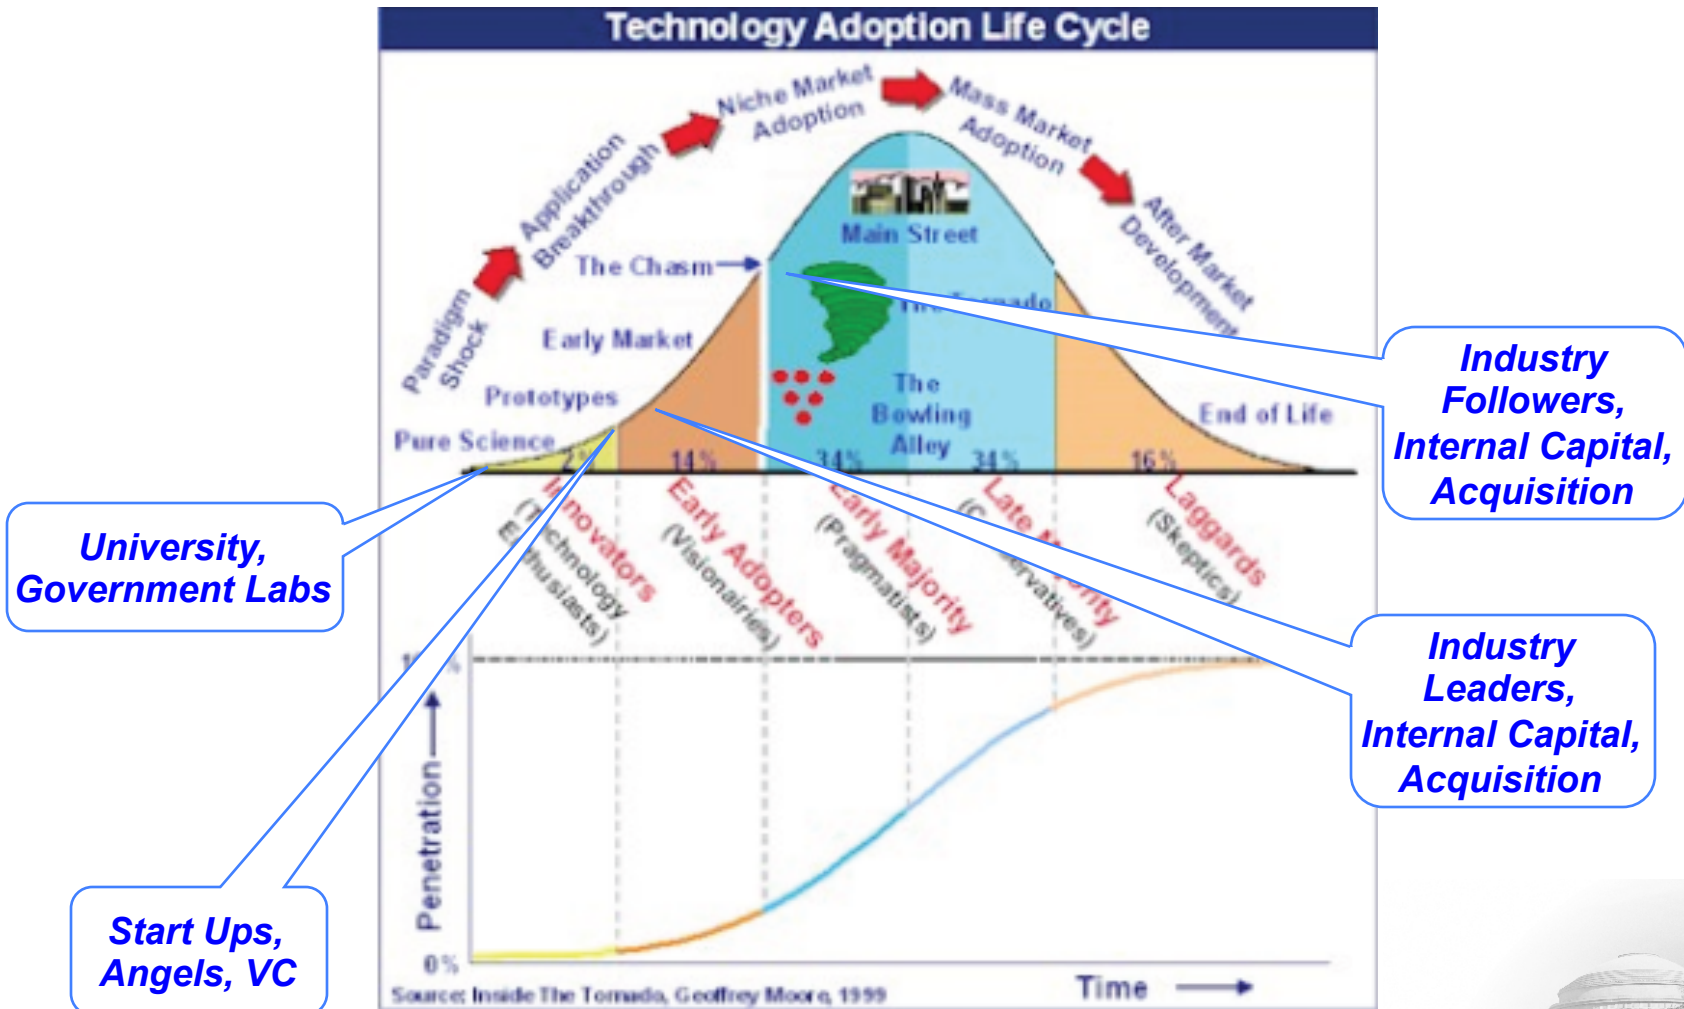 Technology Adoption Life Cycle
Niche Market
Adoption
Mass Market
Adoption
Application
Breakthrough
After Market
Development
Paradigm
Shock
Main Street
The Chasm
Early Market
Prototypes
Pure Science
The
Bowling
Alley
End of Life
2%
14%
34%
34%
16%
Innovators
(Technology
Enthusiasts)
Early Adopters
(Visionairies)
Early Majority
(Pragmatists)
Late
Laggards
(Skeptics)
Industry
Followers,
Internal Capital,
Acquisition
University,
Government Labs
Industry
Leaders,
Internal Capital,
Acquisition
Start Ups,
Angels, VC
Penetration
0%
Time
Source: Inside The Tornado, Geoffrey Moore, 1999